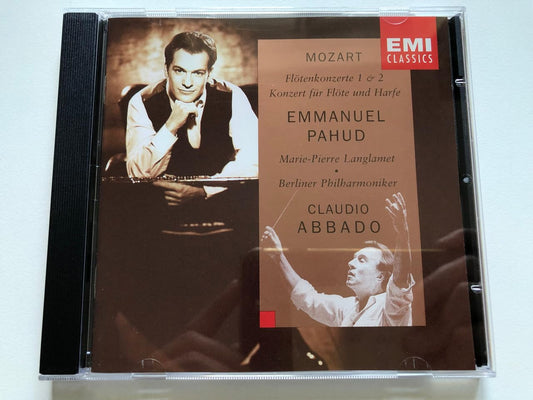 EMI
CLASSICS
MOZART
Flötenkonzerte 1 & 2
Konzert für Flöte und Harfe
EMMANUEL
PAHUD
Marie-Pierre Langlamet
•
Berliner Philharmoniker
CLAUDIO
ABBADO